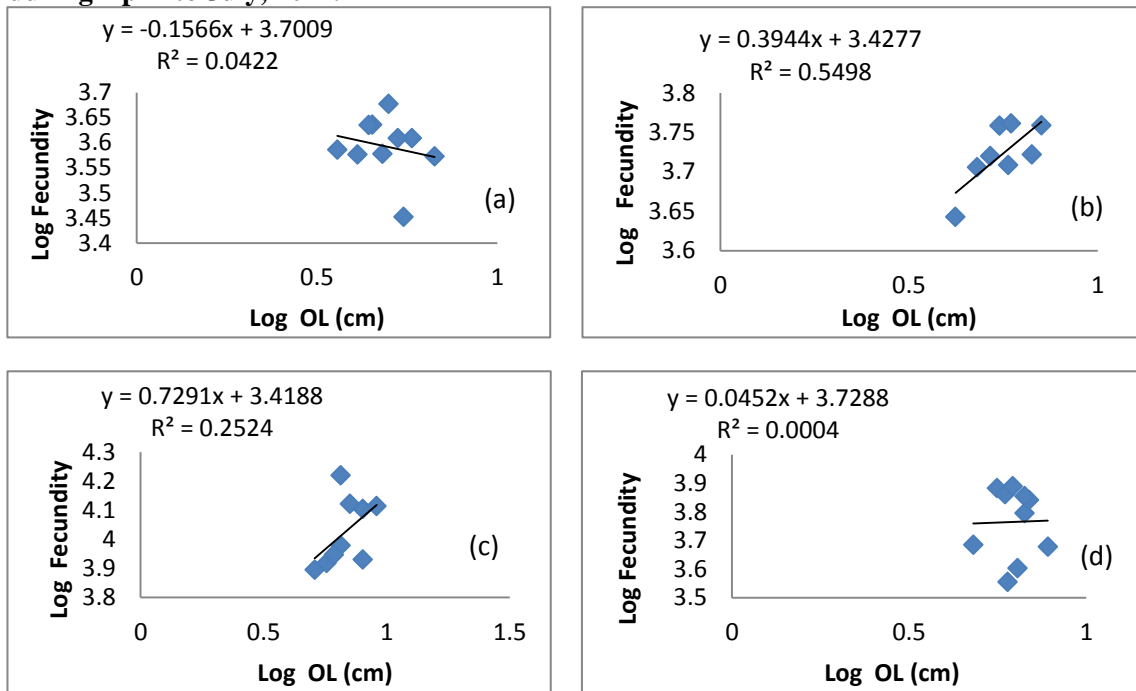 y = -0.1566x + 3.7009
R² = 0.0422
3.7
3.65
3.6
3.55
3.5
3.45
3.4
0
0.5
1
Log Fecundity
Log OL (cm)
(a)
y = 0.3944x + 3.4277
R² = 0.5498
3.8
3.75
3.7
3.65
3.6
0
0.5
1
Log Fecundity
Log OL (cm)
(b)
y = 0.7291x + 3.4188
R² = 0.2524
4.3
4.2
4.1
4
3.9
3.8
0
0.5
1
1.5
Log Fecundity
Log OL (cm)
(c)
y = 0.0452x + 3.7288
R² = 0.0004
4
3.9
3.8
3.7
3.6
3.5
0
0.5
1
Log Fecundity
Log OL (cm)
(d)